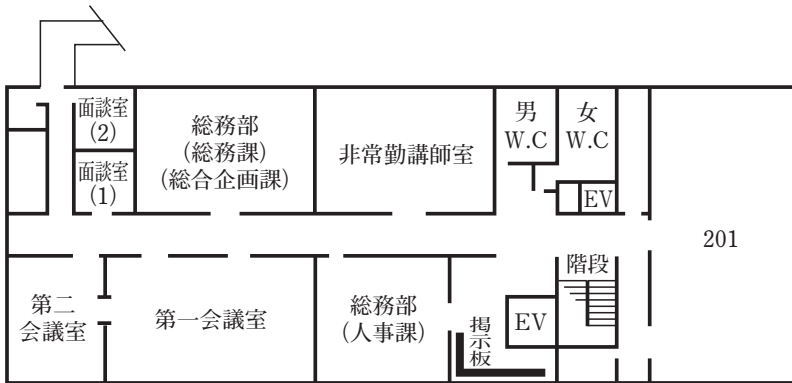 面談室
(2)
面談室
(1)
総務部
(総務課)
(総合企画課)
非常勤講師室
男
W.C
女
W.C
EV
201
第二
会議室
第一会議室
総務部
(人事課)
掲示板
EV
階段